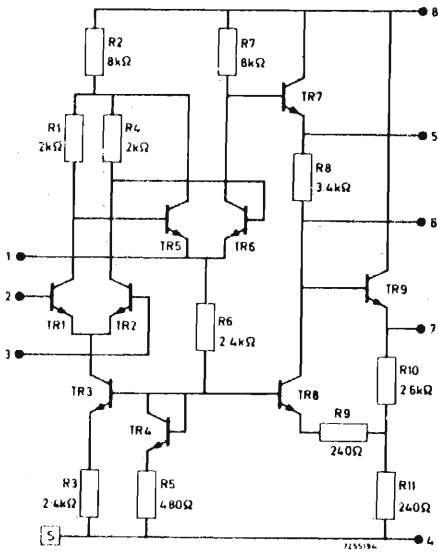 8
R2
8kΩ
R7
8kΩ
TR7
5
R1
2kΩ
R4
2kΩ
R8
3.4kΩ
6
TR5
TR6
1
2
TR1
TR2
TR9
7
3
R6
2.4kΩ
R10
2.6kΩ
TR3
TR8
TR4
R9
240Ω
R3
2.4kΩ
R5
480Ω
R11
240Ω
S
4
7255194